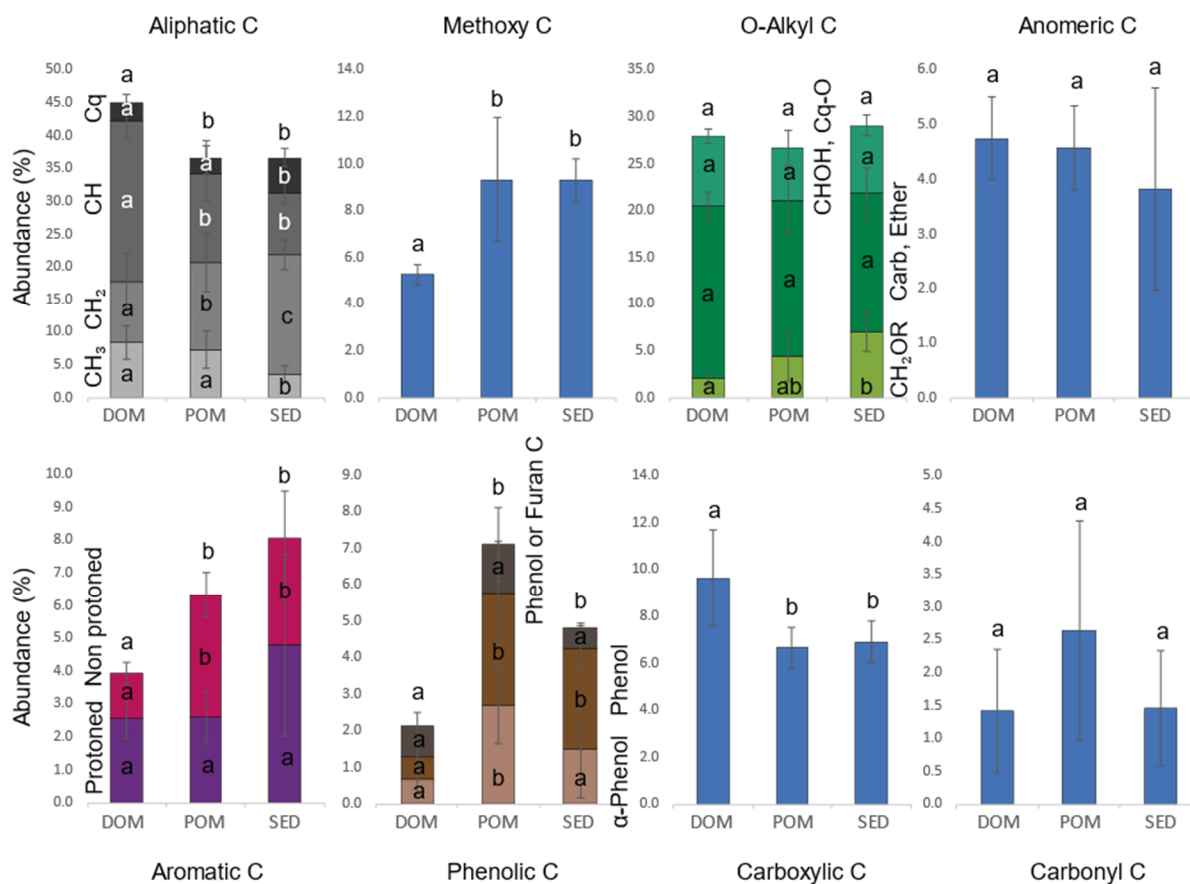 Aliphatic C
Methoxy C
O-Alkyl C
Anomeric C
Abundance (%)
50.0
45.0
40.0
35.0
30.0
25.0
20.0
15.0
10.0
5.0
0.0
CH₃ CH₂ CH Cq
a
a
a
a
a
b
a
b
b
a
b
b
b
c
b
DOM POM SED
14.0
12.0
10.0
8.0
6.0
4.0
2.0
0.0
a
b
b
DOM POM SED
35.0
30.0
25.0
20.0
15.0
10.0
5.0
0.0
a
a
a
a
a
a
a
ab
a
a
a
b
CH₂OR Carb, Ether
CHOH, Cq-O
DOM POM SED
6.0
5.0
4.0
3.0
2.0
1.0
0.0
a
a
a
DOM POM SED
Abundance (%)
10.0
9.0
8.0
7.0
6.0
5.0
4.0
3.0
2.0
1.0
0.0
Protoned Non protoned
a
a
a
b
b
a
b
b
a
DOM POM SED
9.0
8.0
7.0
6.0
5.0
4.0
3.0
2.0
1.0
0.0
a
a
a
a
b
a
b
b
b
a
b
a
α-Phenol Phenol
Phenol or Furan C
DOM POM SED
14.0
12.0
10.0
8.0
6.0
4.0
2.0
0.0
a
b
b
DOM POM SED
5.0
4.5
4.0
3.5
3.0
2.5
2.0
1.5
1.0
0.5
0.0
a
a
a
DOM POM SED
Aromatic C
Phenolic C
Carboxylic C
Carbonyl C